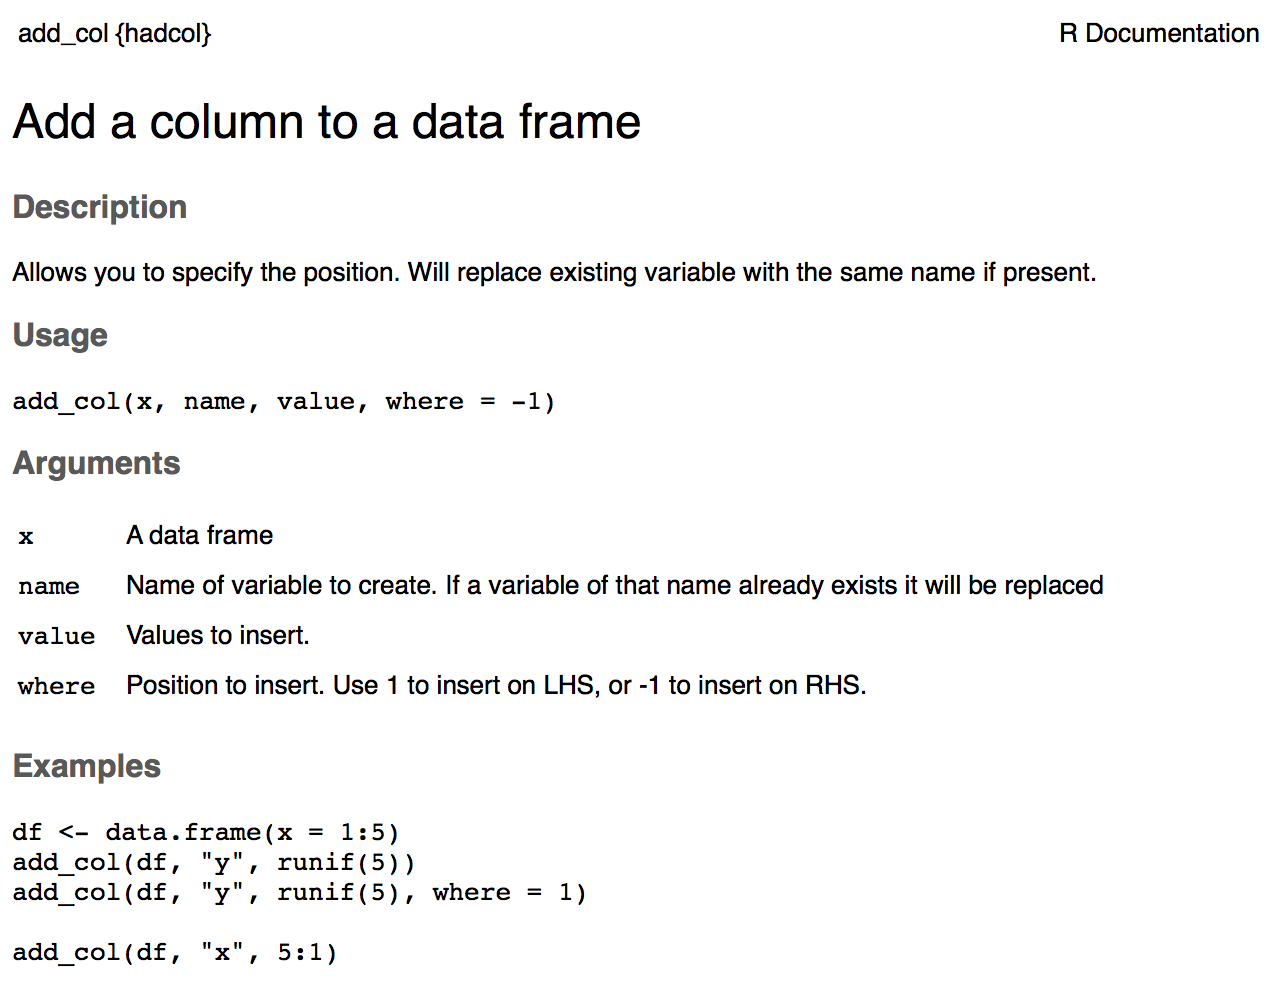 add_col {hadcol} R Documentation
Add a column to a data frame
Description
Allows you to specify the position. Will replace existing variable with the same name if present.
Usage
add_col(x, name, value, where = -1)
Arguments
x A data frame
name Name of variable to create. If a variable of that name already exists it will be replaced
value Values to insert.
where Position to insert. Use 1 to insert on LHS, or -1 to insert on RHS.
Examples
df <- data.frame(x = 1:5)
add_col(df, "y", runif(5))
add_col(df, "y", runif(5), where = 1)
add_col(df, "x", 5:1)